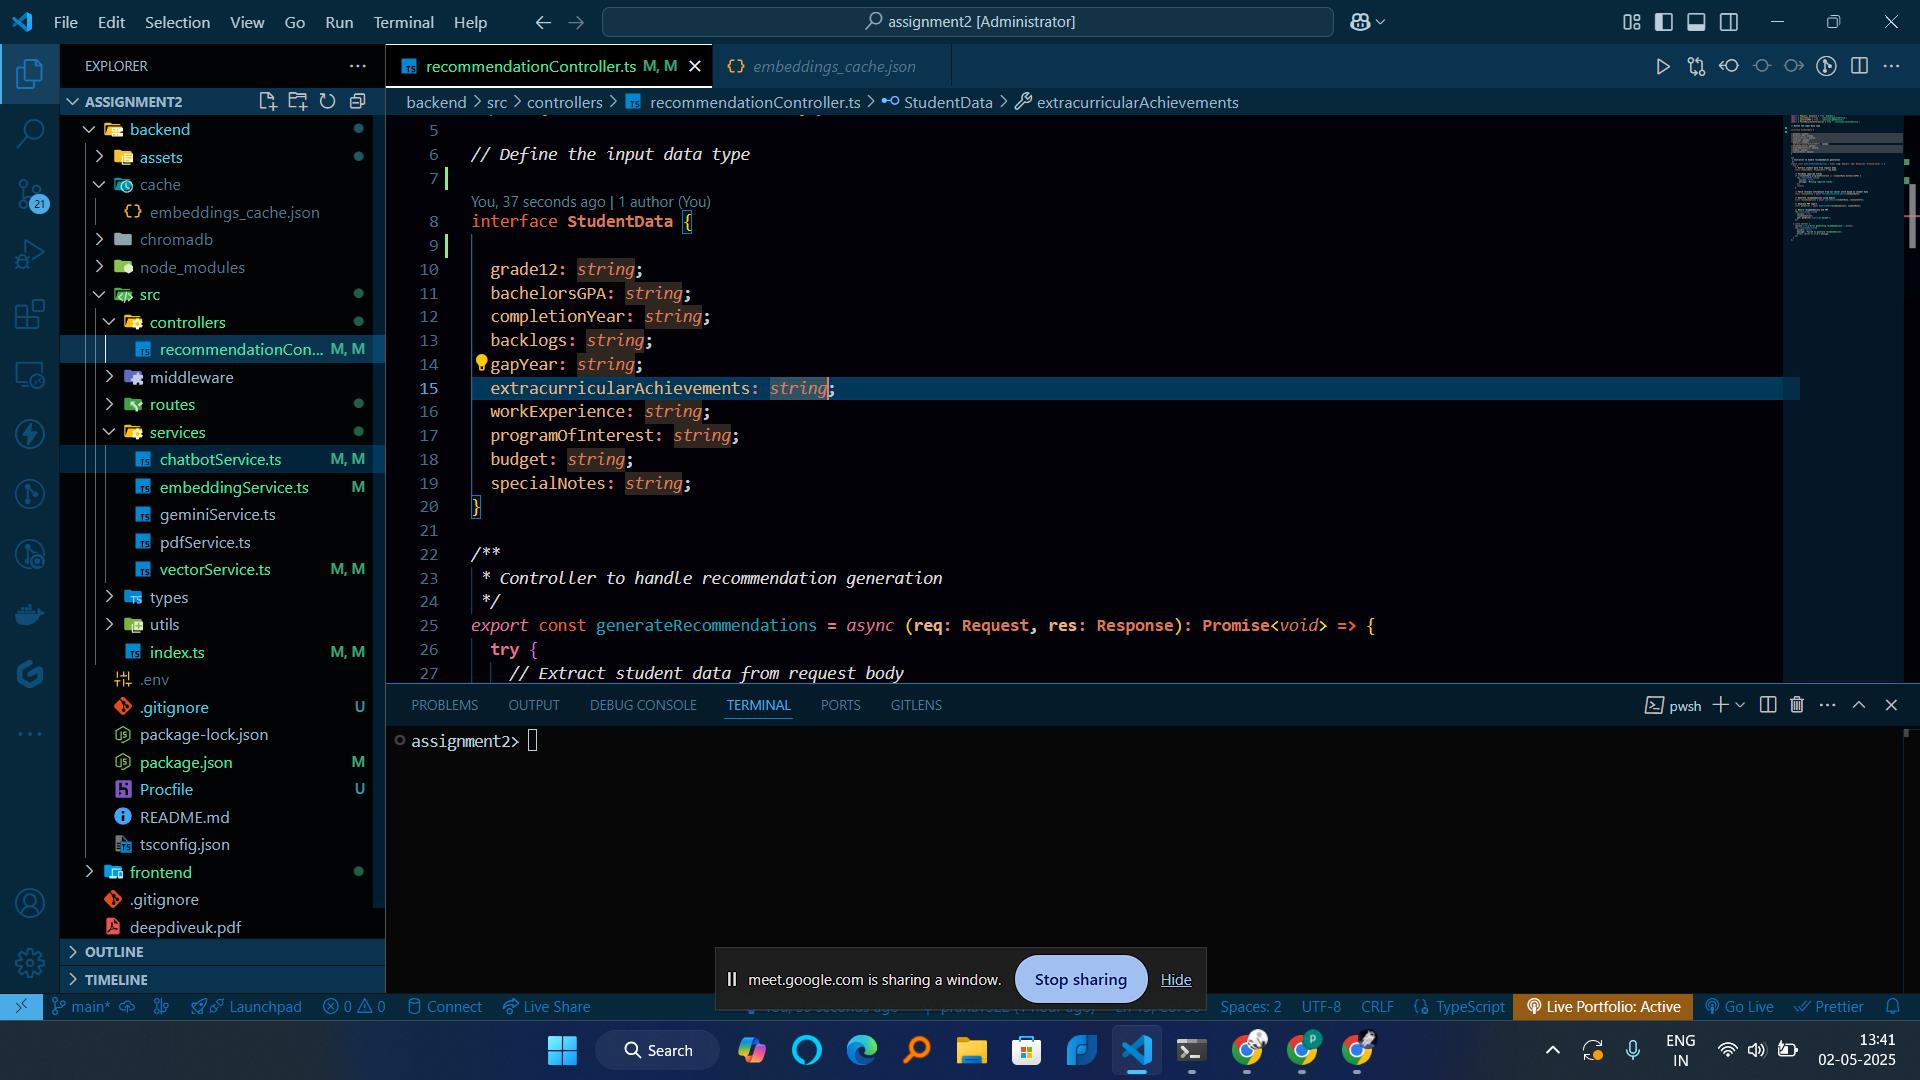 File Edit Selection View Go Run Terminal Help
assignment2 [Administrator]
EXPLORER
recommendationController.ts M, M
embeddings_cache.json
ASSIGNMENT2
backend > src > controllers > recommendationController.ts > StudentData > extracurricularAchievements
backend
assets
cache
embeddings_cache.json
chromadb
node_modules
src
controllers
recommendationCon... M, M
middleware
routes
services
chatbotService.ts M, M
embeddingService.ts M
geminiService.ts
pdfService.ts
vectorService.ts M, M
types
utils
index.ts M, M
.env
.gitignore U
package-lock.json
package.json M
Procfile U
README.md
tsconfig.json
frontend
.gitignore
deepdiveuk.pdf
OUTLINE
TIMELINE
21
5
6 // Define the input data type
7
You, 37 seconds ago | 1 author (You)
8 interface StudentData {
9
10 grade12: string;
11 bachelorsGPA: string;
12 completionYear: string;
13 backlogs: string;
14 gapYear: string;
15 extracurricularAchievements: string;
16 workExperience: string;
17 programOfInterest: string;
18 budget: string;
19 specialNotes: string;
20 }
21
22 /**
23 * Controller to handle recommendation generation
24 */
25 export const generateRecommendations = async (req: Request, res: Response): Promise<void> => {
26 try {
27 // Extract student data from request body
PROBLEMS OUTPUT DEBUG CONSOLE TERMINAL PORTS GITLENS
pwsh
assignment2>
meet.google.com is sharing a window. Stop sharing Hide
main* Launchpad 0 0 Connect Live Share
Spaces: 2 UTF-8 CRLF {} TypeScript Live Portfolio: Active Go Live Prettier
Search
ENG
IN
13:41
02-05-2025